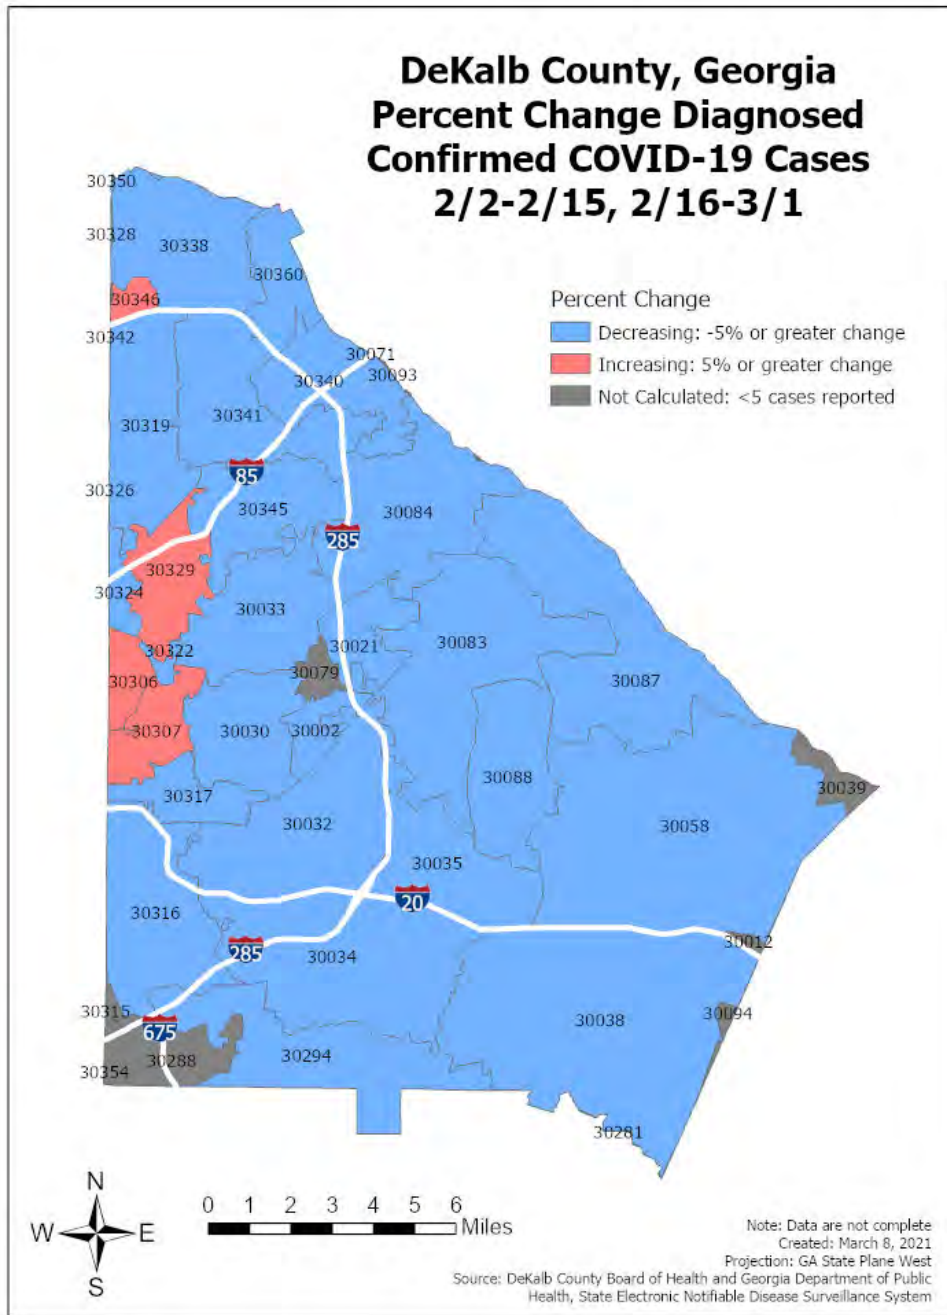 DeKalb County, Georgia
Percent Change Diagnosed
Confirmed COVID-19 Cases
2/2-2/15, 2/16-3/1
Percent Change
Decreasing: -5% or greater change
Increasing: 5% or greater change
Not Calculated: <5 cases reported
30350
30328
30338
30360
30346
30342
30071
30340
30093
30341
30319
85
30326
30345
30084
285
30329
30324
30033
30322
30021
30083
30079
30306
30087
30307
30030
30002
30088
30039
30317
30032
30058
30035
20
30316
30012
285
30034
30315
30094
675
30038
30288
30294
30354
30281
N
W
E
S
0 1 2 3 4 5 6
Miles
Note: Data are not complete
Created: March 8, 2021
Projection: GA State Plane West
Source: DeKalb County Board of Health and Georgia Department of Public
Health, State Electronic Notifiable Disease Surveillance System